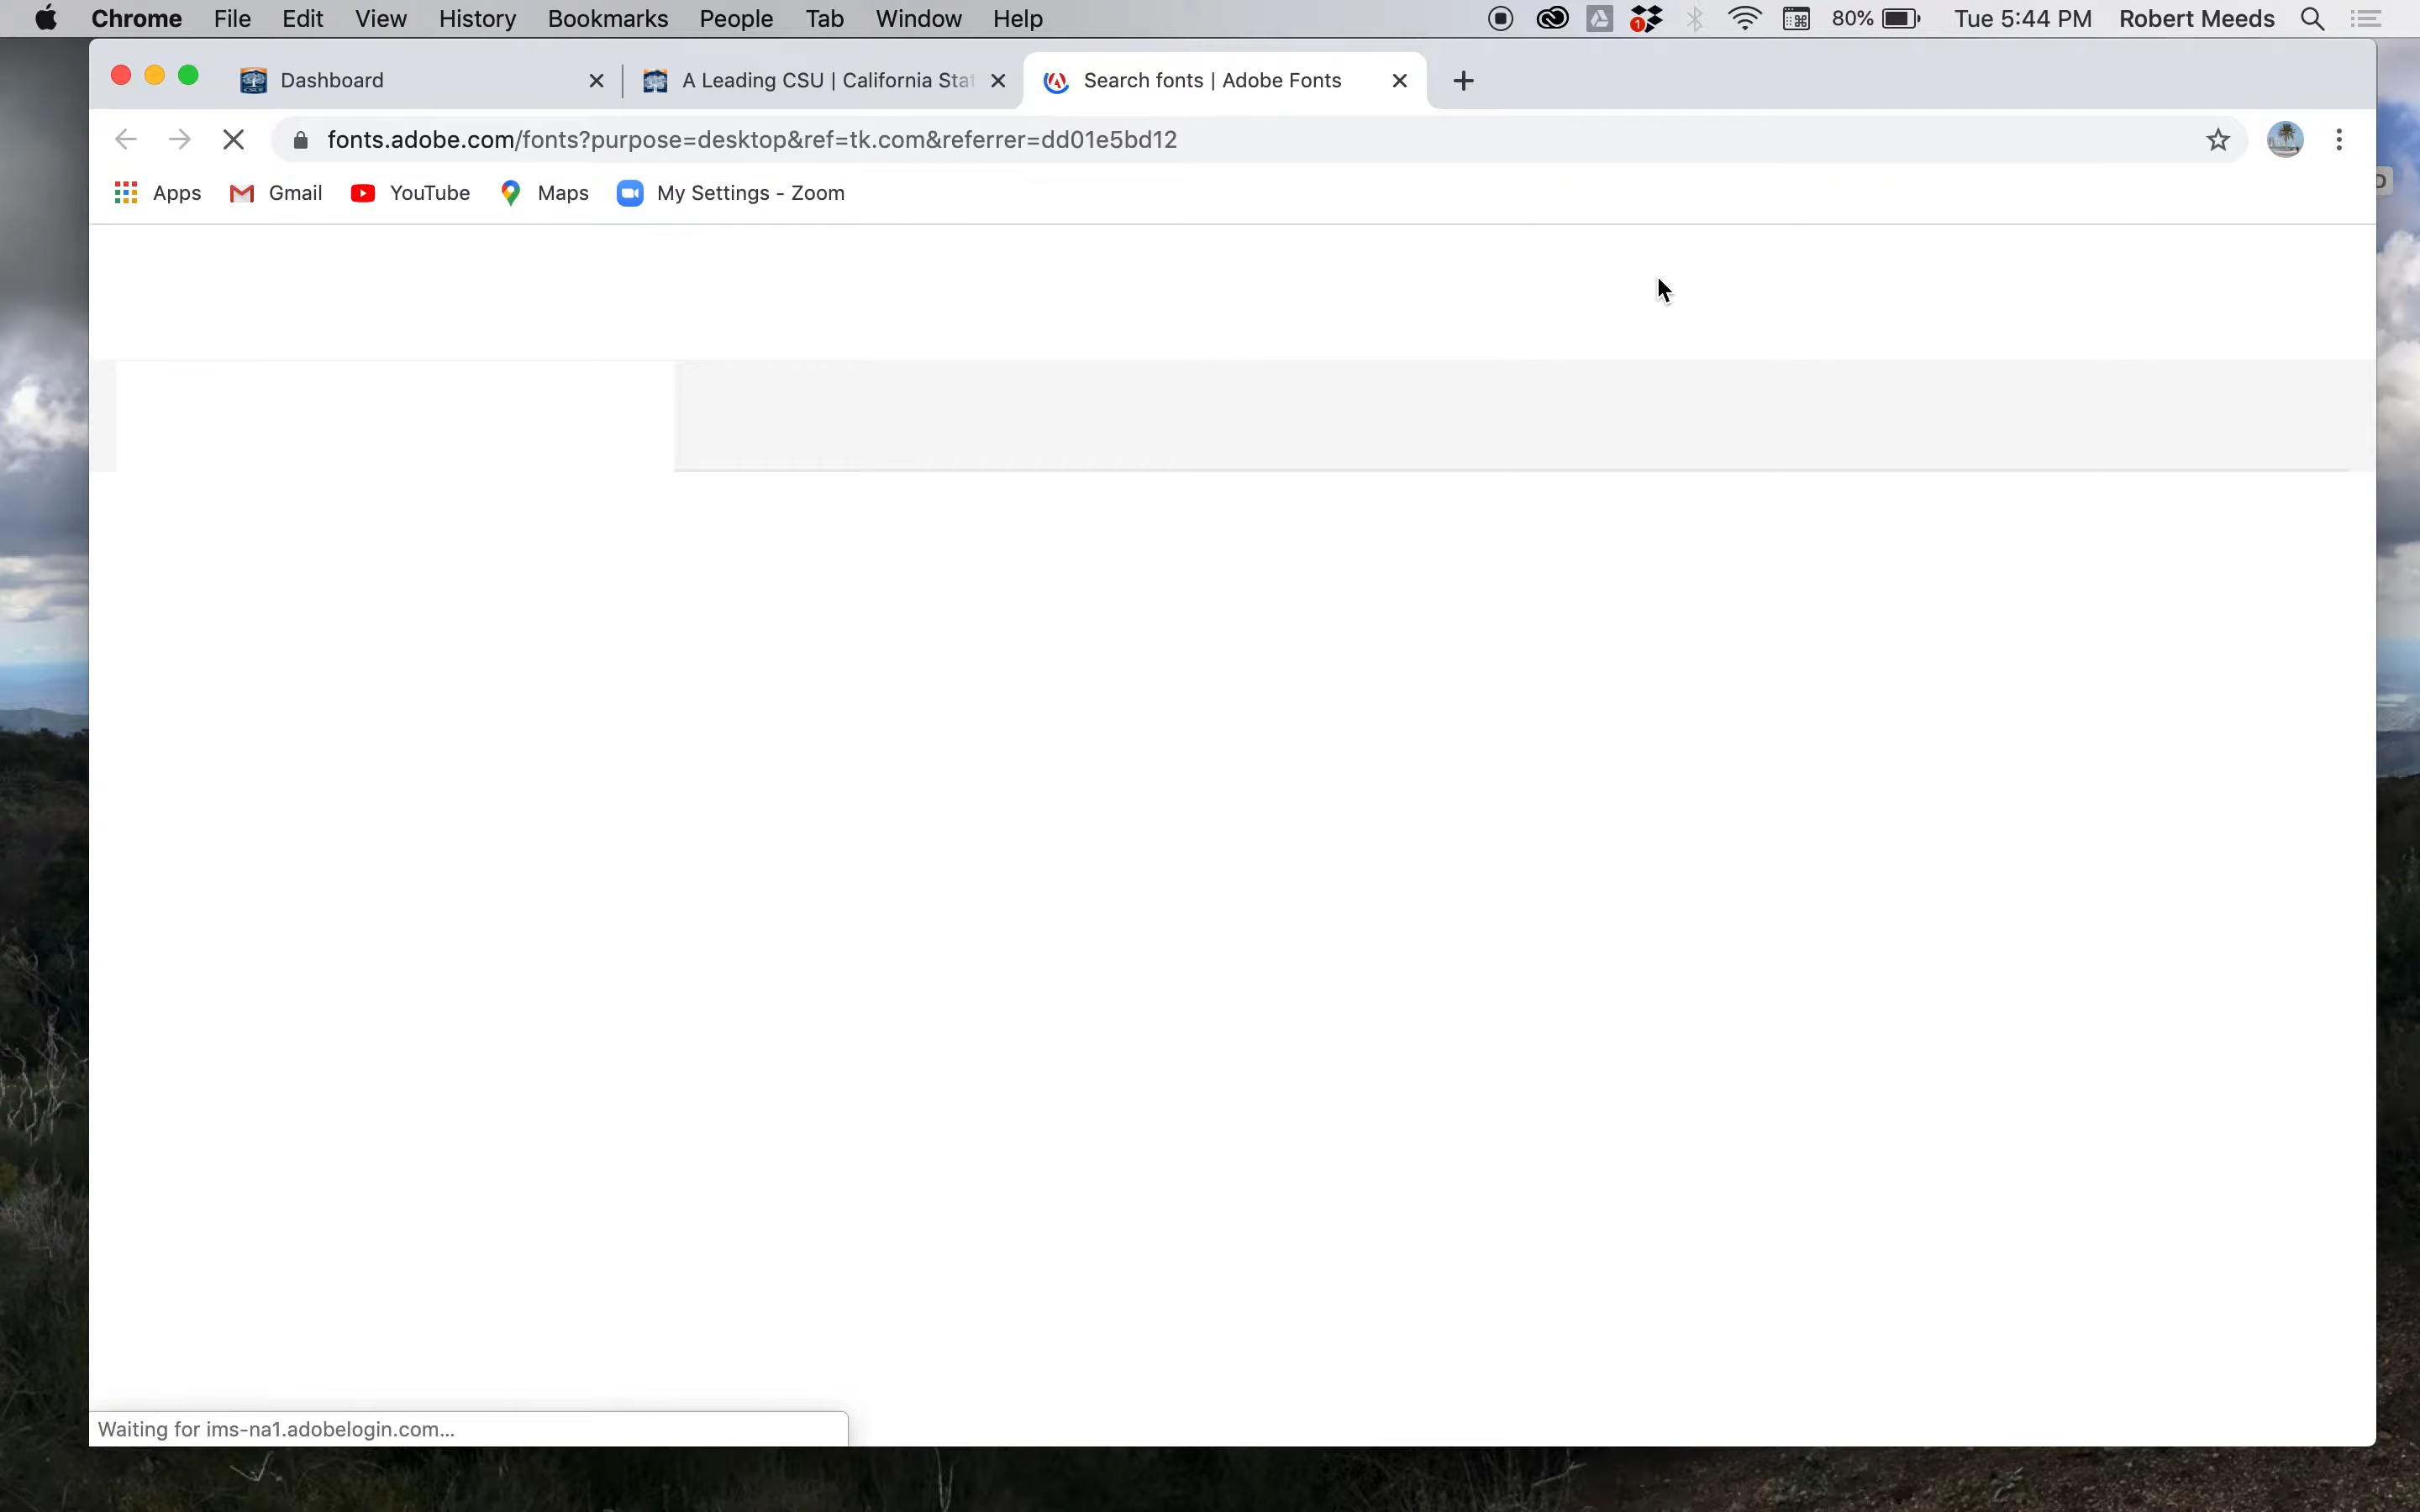 Chrome File Edit View History Bookmarks People Tab Window Help 1 80% Tue 5:44 PM Robert Meeds
Dashboard A Leading CSU | California Stat Search fonts | Adobe Fonts
fonts.adobe.com/fonts?purpose=desktop&ref=tk.com&referrer=dd01e5bd12
Apps Gmail YouTube Maps My Settings - Zoom
Waiting for ims-na1.adobelogin.com...